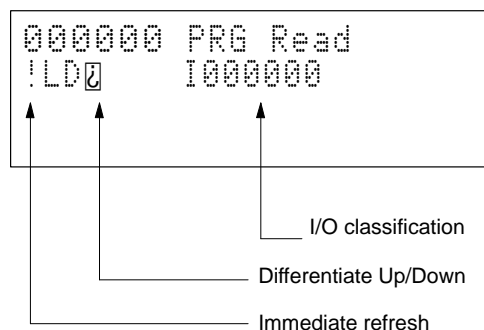 000000 PRG Read
!LD¿ I000000
I/O classification
Differentiate Up/Down
Immediate refresh